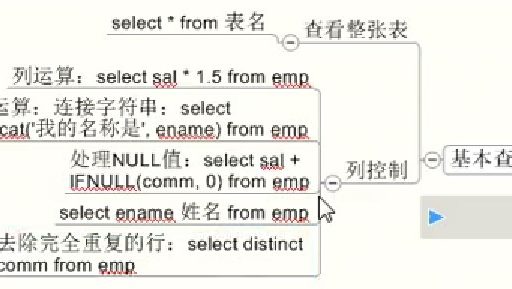 select * from 表名
查看整张表
列运算：select sal * 1.5 from emp
运算：连接字符串：select
cat('我的名称是', ename) from emp
处理NULL值：select sal +
IFNULL(comm, 0) from emp
列控制
基本查
select ename 姓名 from emp
去除完全重复的行：select distinct
comm from emp